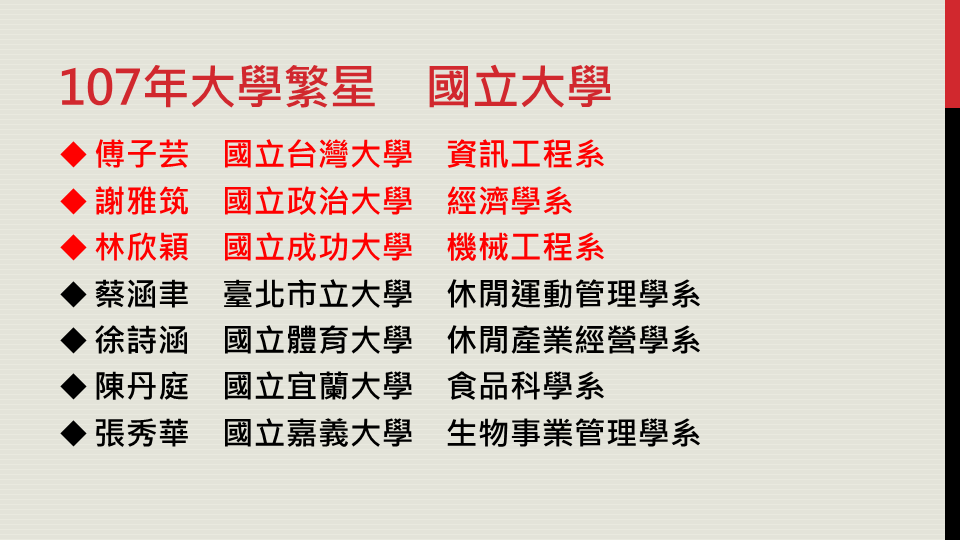 107年大學繁星　國立大學
◆傅子芸　國立台灣大學　資訊工程系
◆謝雅筑　國立政治大學　經濟學系
◆林欣穎　國立成功大學　機械工程系
◆蔡涵聿　臺北市立大學　休閒運動管理學系
◆徐詩涵　國立體育大學　休閒產業經營學系
◆陳丹庭　國立宜蘭大學　食品科學系
◆張秀華　國立嘉義大學　生物事業管理學系